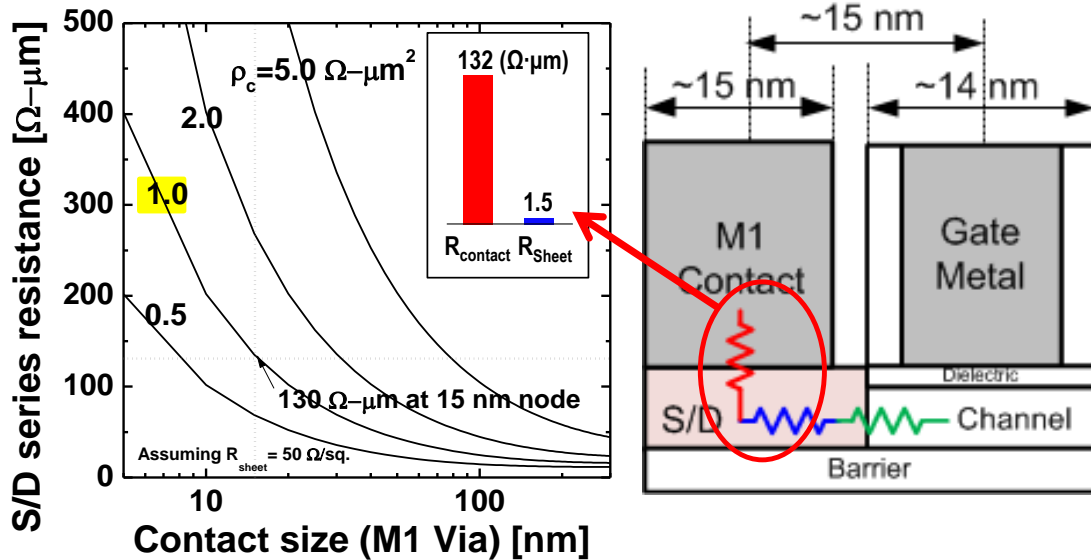 S/D series resistance [Ω–μm]
500
400
300
200
100
0
ρc=5.0 Ω–μm²
2.0
1.0
0.5
132 (Ω·μm)
1.5
Rcontact RSheet
130 Ω–μm at 15 nm node
Assuming Rsheet = 50 Ω/sq.
10 100
Contact size (M1 Via) [nm]
~15 nm
~15 nm ~14 nm
M1
Contact
Gate
Metal
Dielectric
S/D
Channel
Barrier